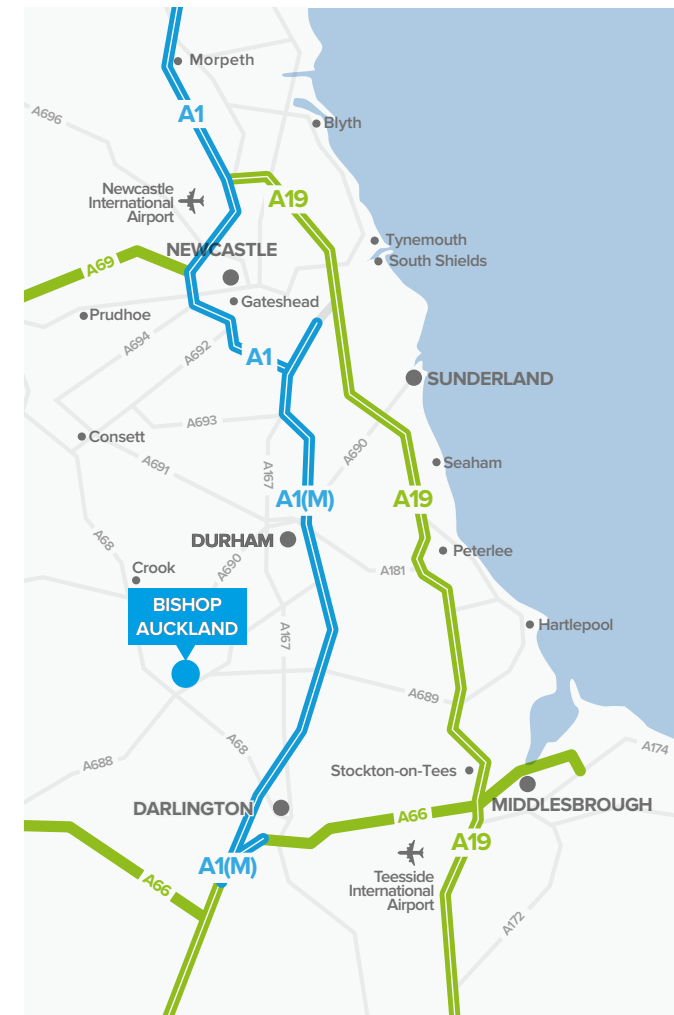 Morpeth
A1
A696
Blyth
Newcastle
International
Airport
A19
Tynemouth
NEWCASTLE
South Shields
A69
Gateshead
Prudhoe
A694
A692
A1
SUNDERLAND
A693
Consett
A690
A691
A167
Seaham
A1(M)
A19
A68
DURHAM
Peterlee
A690
Crook
A181
BISHOP
AUCKLAND
Hartlepool
A167
A689
A68
A174
A688
Stockton-on-Tees
DARLINGTON
MIDDLESBROUGH
A66
A19
A1(M)
A66
Teesside
International
Airport
A172